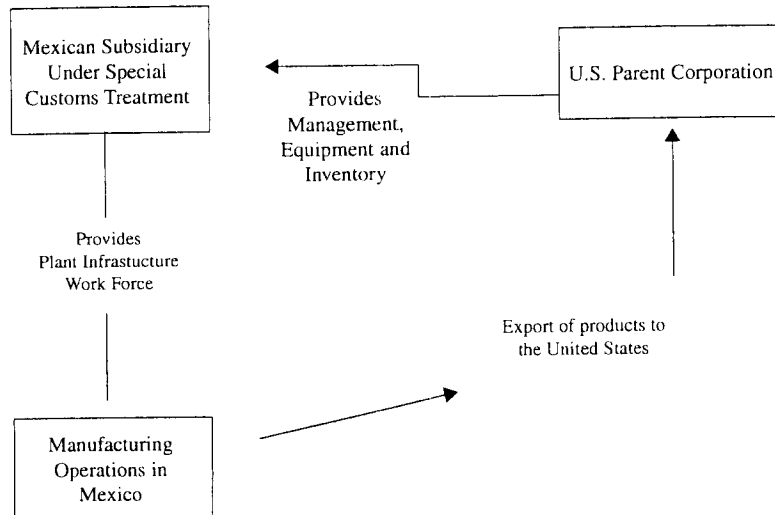 Mexican Subsidiary
Under Special
Customs Treatment
U.S. Parent Corporation
Provides
Management,
Equipment and
Inventory
Provides
Plant Infrastucture
Work Force
Export of products to
the United States
Manufacturing
Operations in
Mexico